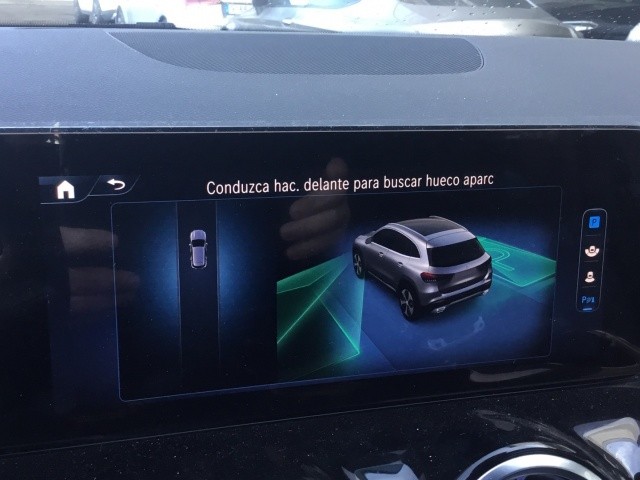 Conduzca hac. delante para buscar hueco aparc
P
P